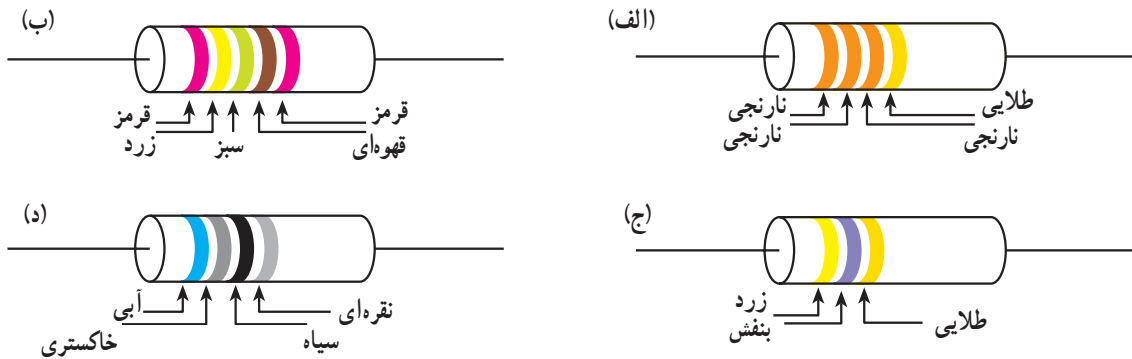 (الف)
نارنجی
نارنجی
طلایی
نارنجی
(ب)
قرمز
زرد
سبز
قرمز
قهوه‌ای
(ج)
زرد
بنفش
طلایی
(د)
آبی
خاکستری
نقره‌ای
سیاه